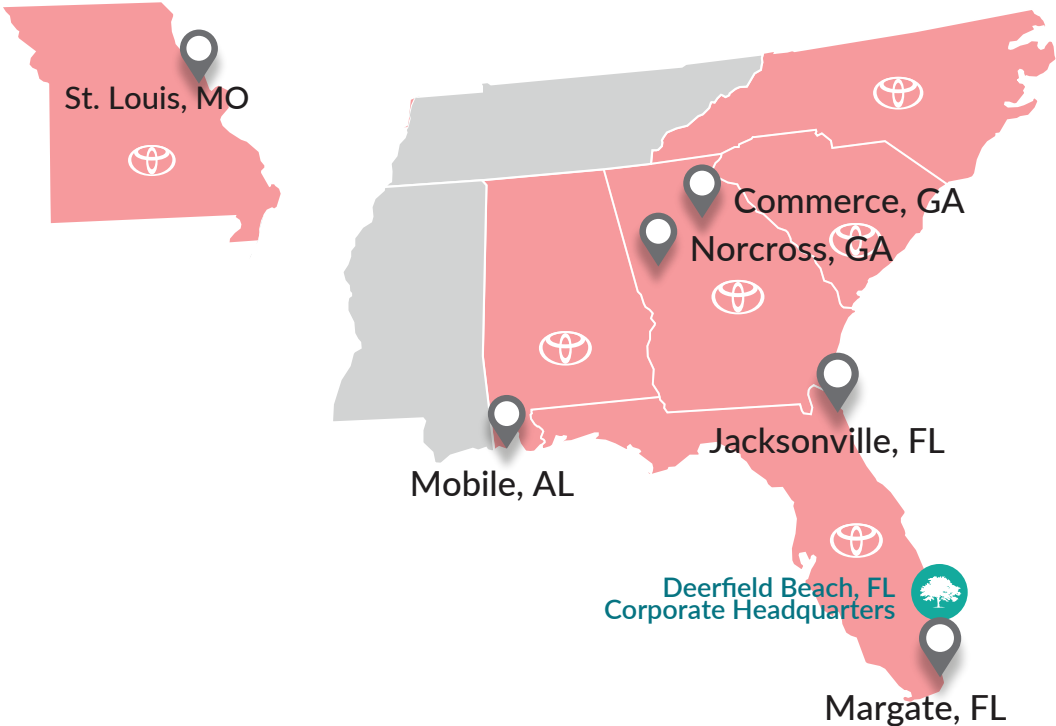 St. Louis, MO
Commerce, GA
Norcross, GA
Jacksonville, FL
Mobile, AL
Deerfield Beach, FL
Corporate Headquarters
Margate, FL